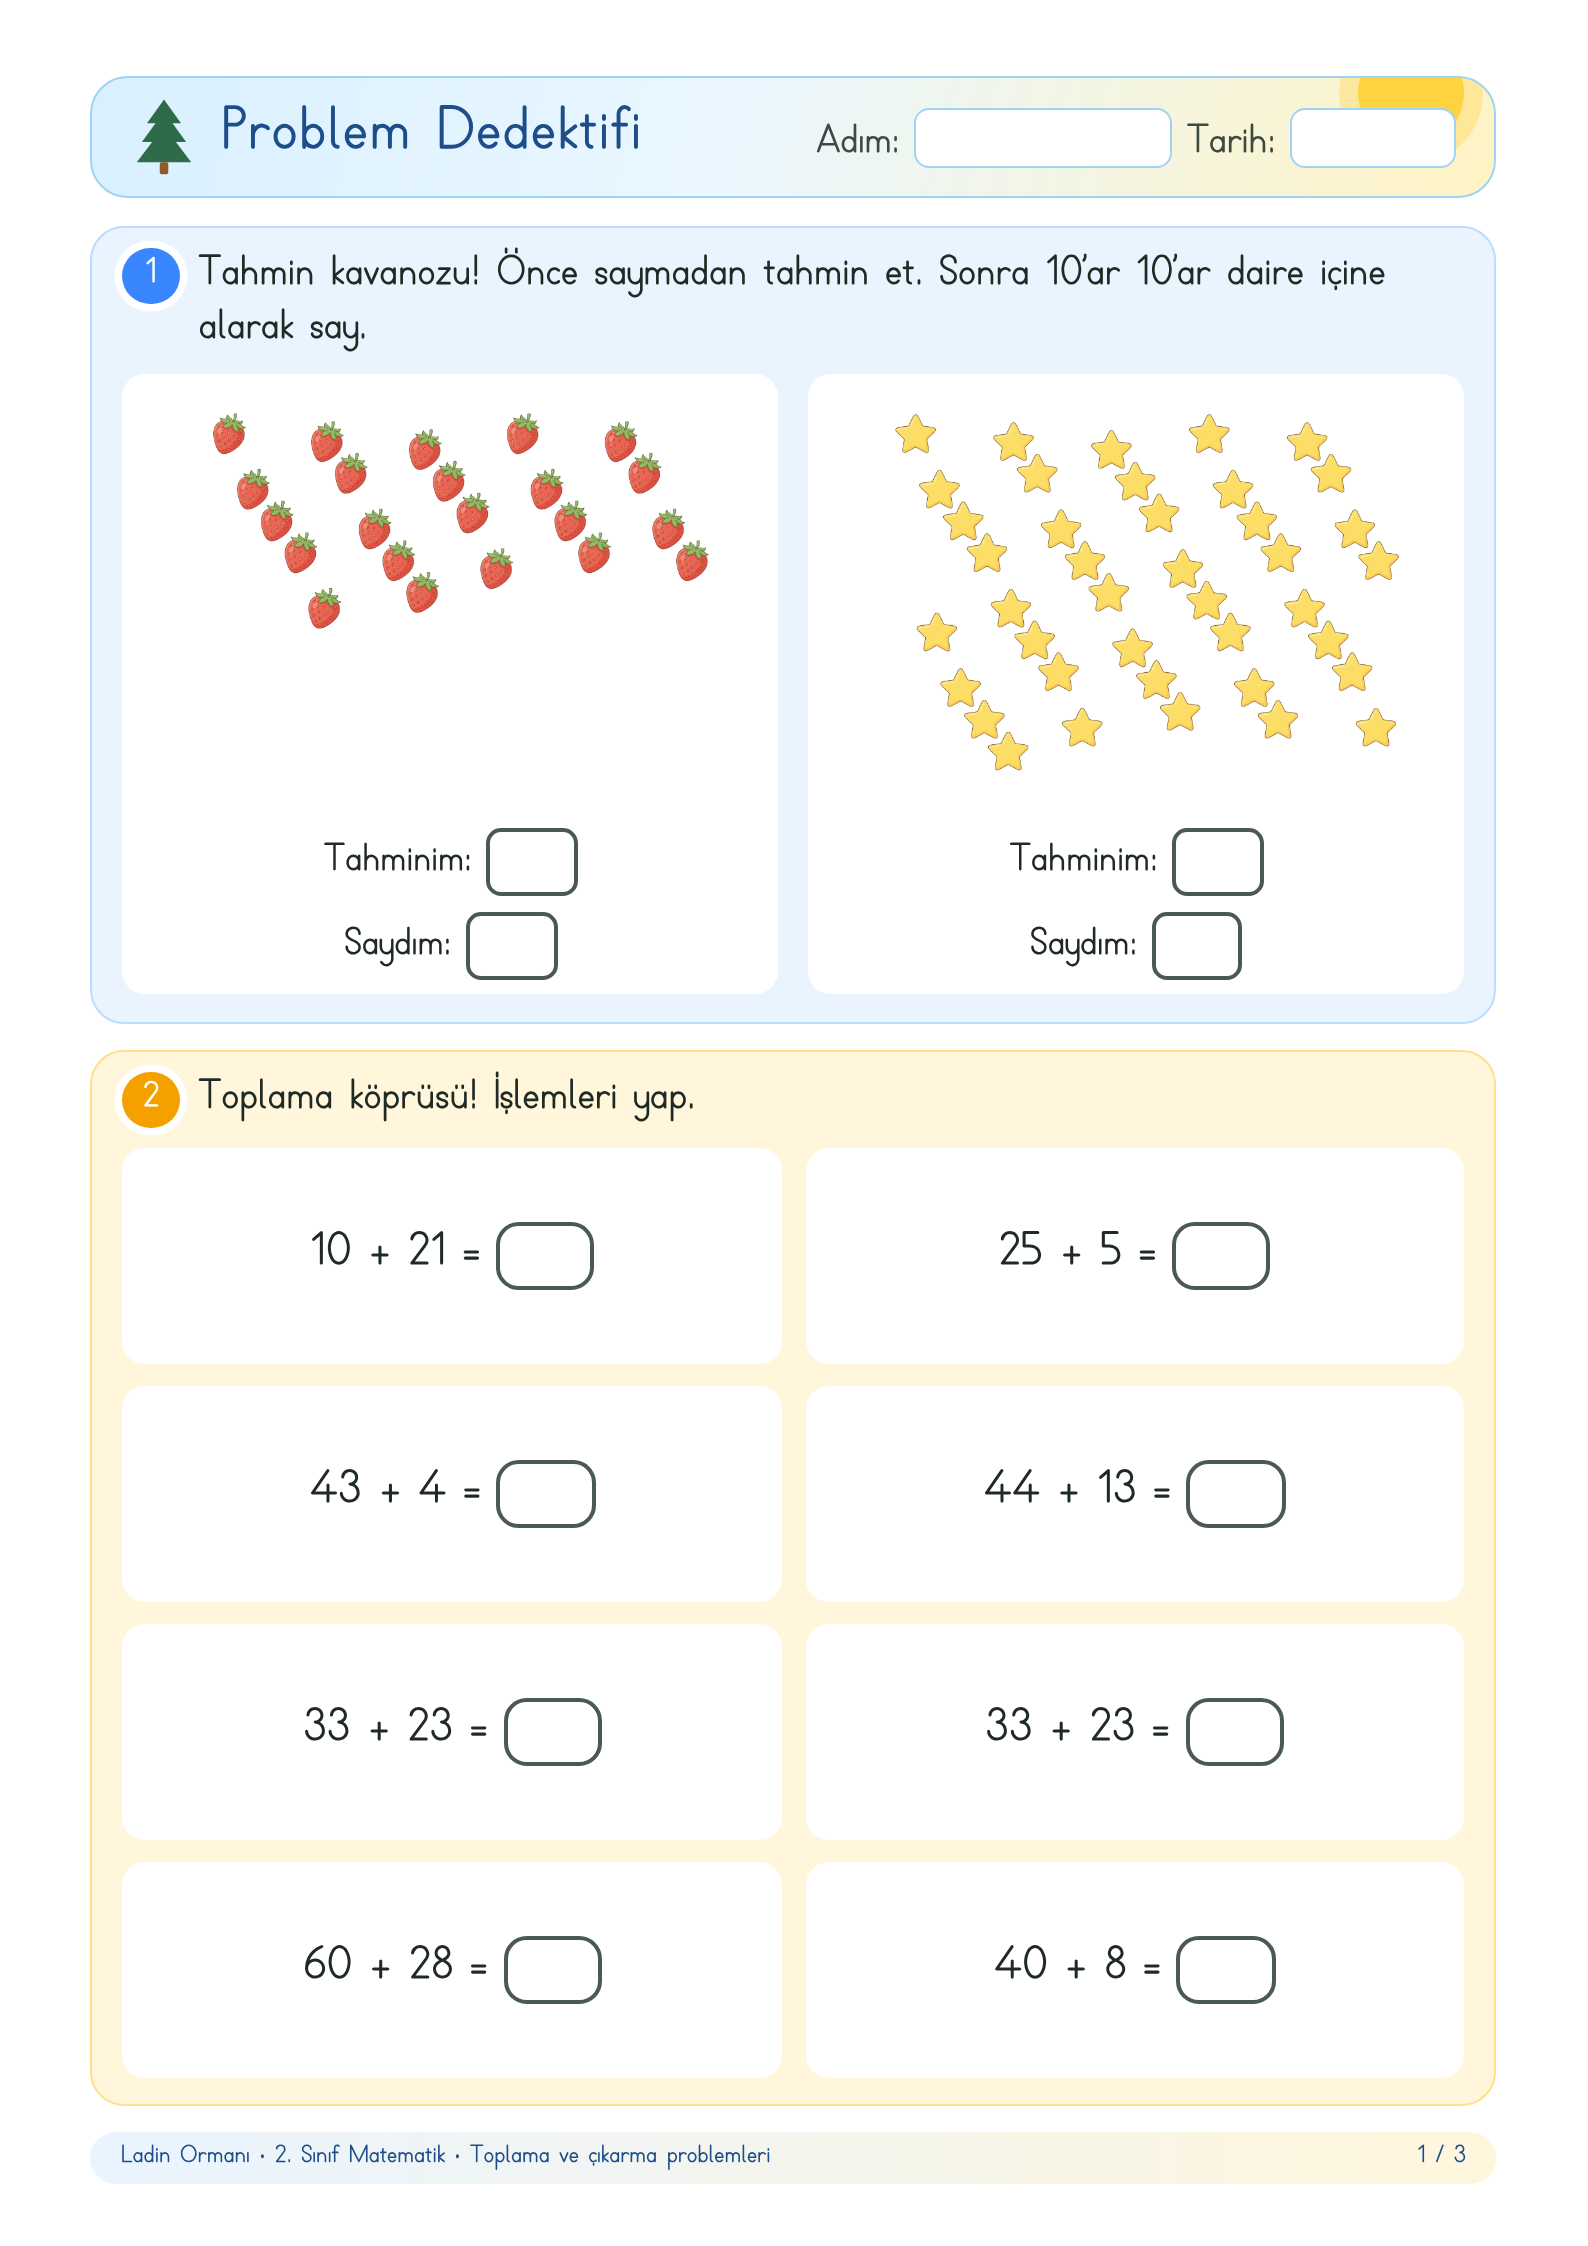 Problem Dedektifi
Adım:
Tarih:
1
Tahmin kavanozu! Önce saymadan tahmin et. Sonra 10'ar 10'ar daire içine
alarak say.
Tahminim:
Saydım:
Tahminim:
Saydım:
2
Toplama köprüsü! İşlemleri yap.
10 + 21 =
25 + 5 =
43 + 4 =
44 + 13 =
33 + 23 =
33 + 23 =
60 + 28 =
40 + 8 =
Ladin Ormanı • 2. Sınıf Matematik • Toplama ve çıkarma problemleri
1 / 3